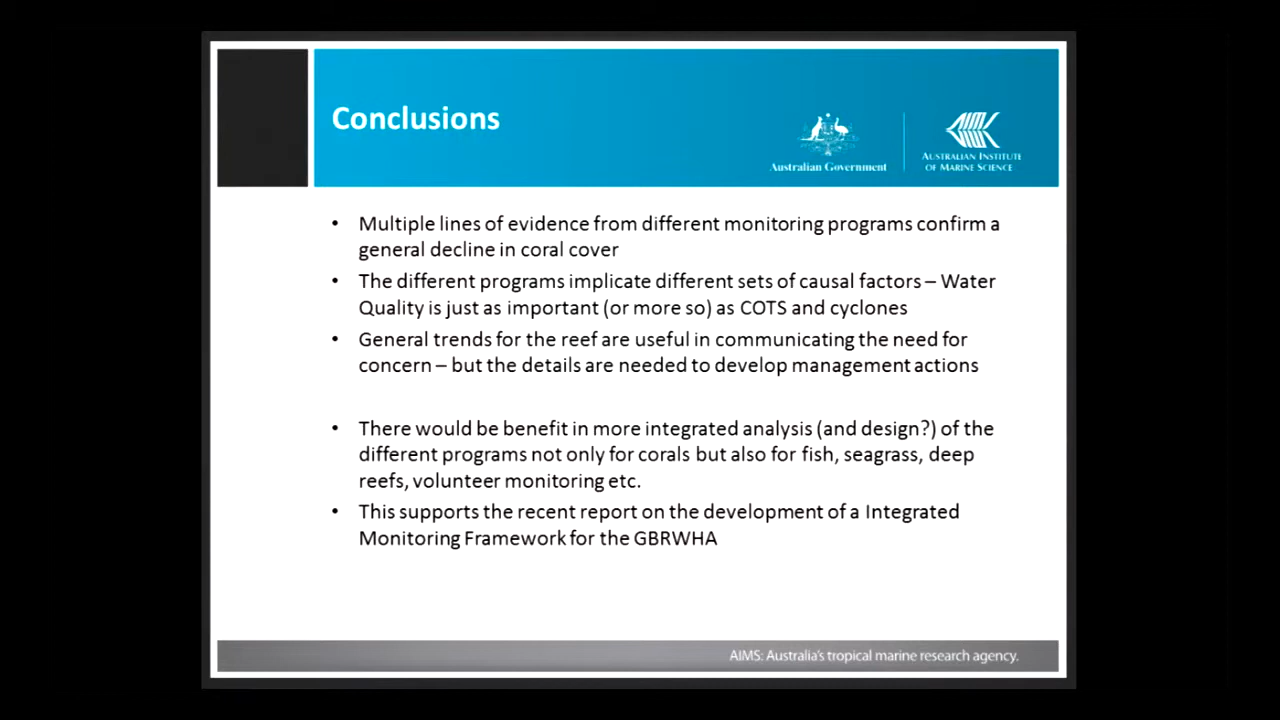 Conclusions
Australian Government
AUSTRALIAN INSTITUTE
OF MARINE SCIENCE
• Multiple lines of evidence from different monitoring programs confirm a
general decline in coral cover
• The different programs implicate different sets of causal factors – Water
Quality is just as important (or more so) as COTS and cyclones
• General trends for the reef are useful in communicating the need for
concern – but the details are needed to develop management actions
• There would be benefit in more integrated analysis (and design?) of the
different programs not only for corals but also for fish, seagrass, deep
reefs, volunteer monitoring etc.
• This supports the recent report on the development of a Integrated
Monitoring Framework for the GBRWHA
AIMS: Australia's tropical marine research agency.